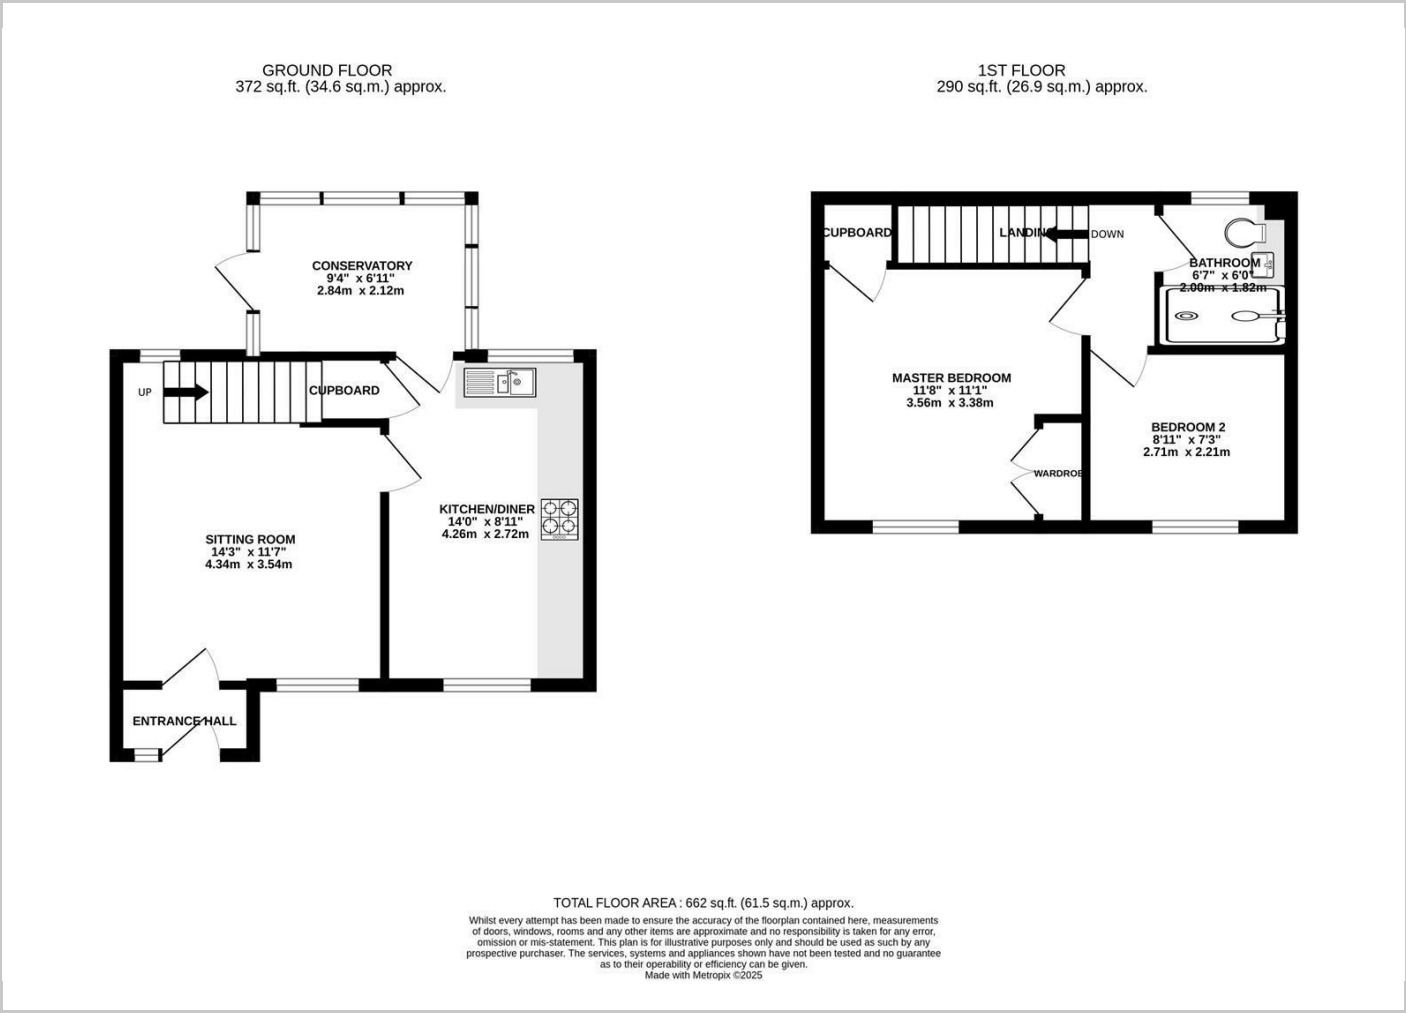 GROUND FLOOR
372 sq.ft. (34.6 sq.m.) approx.
1ST FLOOR
290 sq.ft. (26.9 sq.m.) approx.
CONSERVATORY
9'4" x 6'11"
2.84m x 2.12m
UP
CUPBOARD
KITCHEN/DINER
14'0" x 8'11"
4.26m x 2.72m
SITTING ROOM
14'3" x 11'7"
4.34m x 3.54m
ENTRANCE HALL
CUPBOARD
LANDING
DOWN
BATHROOM
6'7" x 6'0"
2.00m x 1.82m
MASTER BEDROOM
11'8" x 11'1"
3.56m x 3.38m
BEDROOM 2
8'11" x 7'3"
2.71m x 2.21m
WARDROBE
TOTAL FLOOR AREA : 662 sq.ft. (61.5 sq.m.) approx.
Whilst every attempt has been made to ensure the accuracy of the floorplan contained here, measurements
of doors, windows, rooms and any other items are approximate and no responsibility is taken for any error,
omission or mis-statement. This plan is for illustrative purposes only and should be used as such by any
prospective purchaser. The services, systems and appliances shown have not been tested and no guarantee
as to their operability or efficiency can be given.
Made with Metropix ©2025